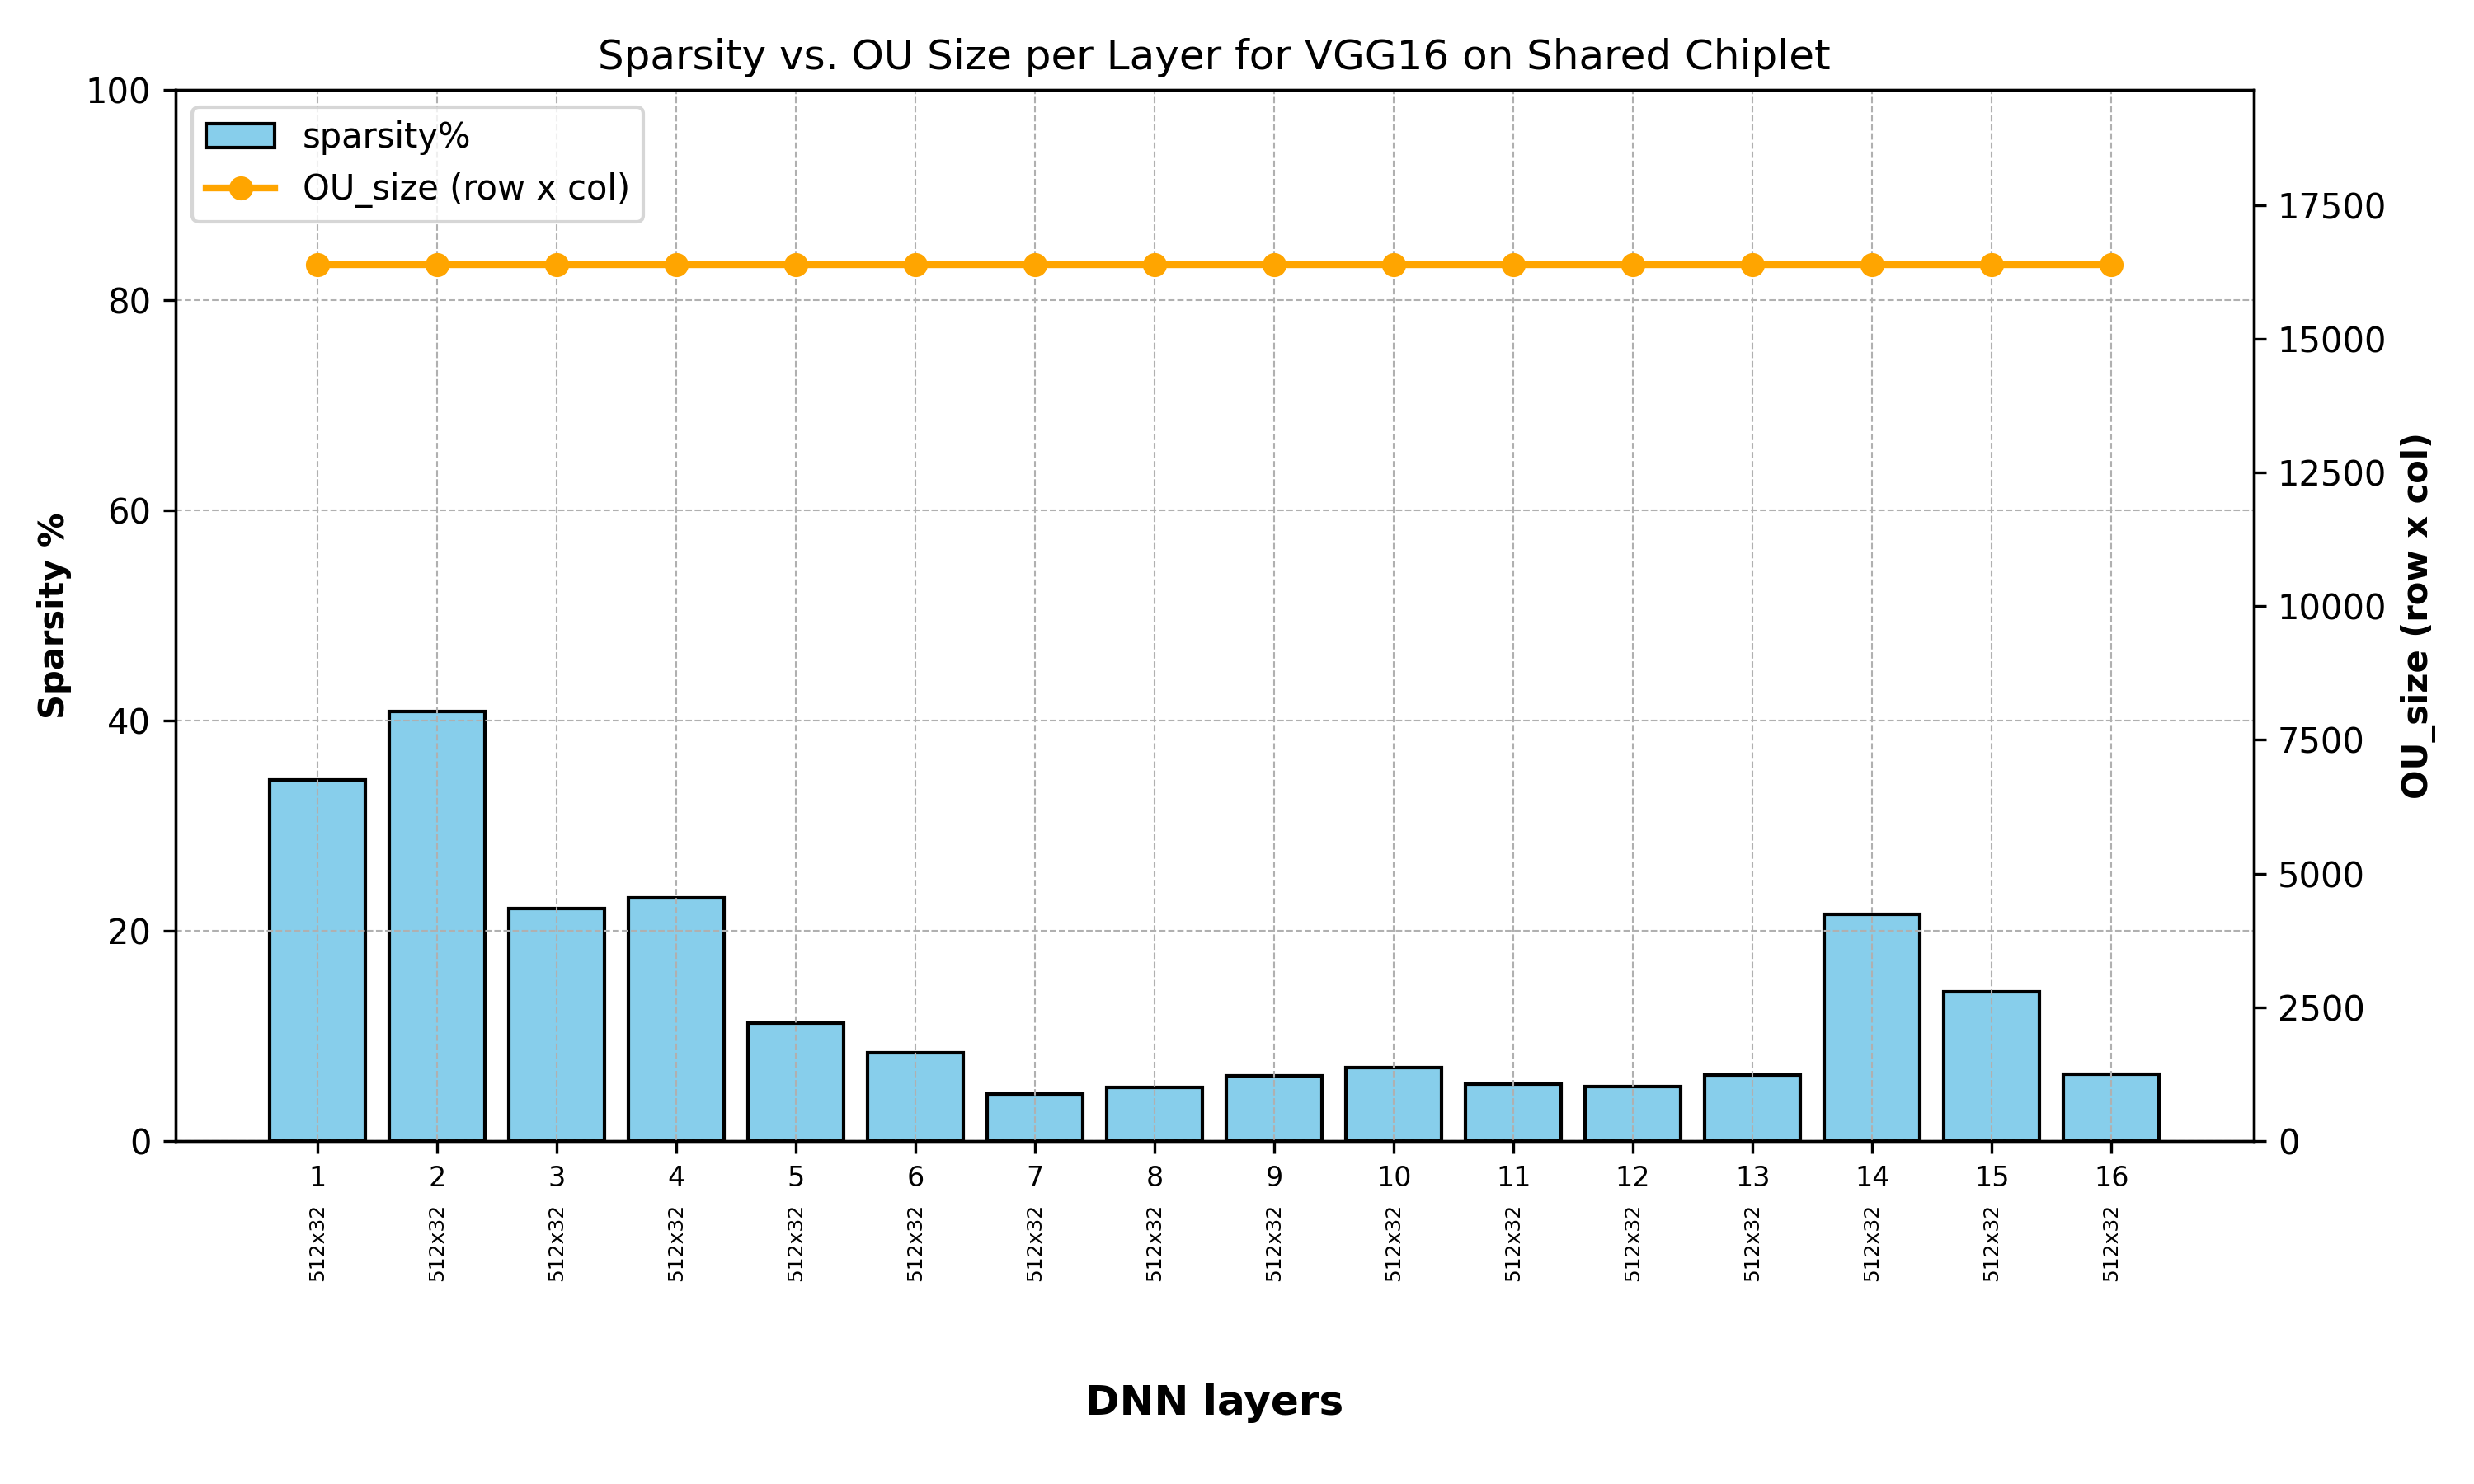 Sparsity vs. OU Size per Layer for VGG16 on Shared Chiplet
sparsity%
OU_size (row x col)
Sparsity %
100
80
60
40
20
0
17500
15000
12500
10000
7500
5000
2500
0
OU_size (row x col)
1 2 3 4 5 6 7 8 9 10 11 12 13 14 15 16
512x32 512x32 512x32 512x32 512x32 512x32 512x32 512x32 512x32 512x32 512x32 512x32 512x32 512x32 512x32 512x32
DNN layers